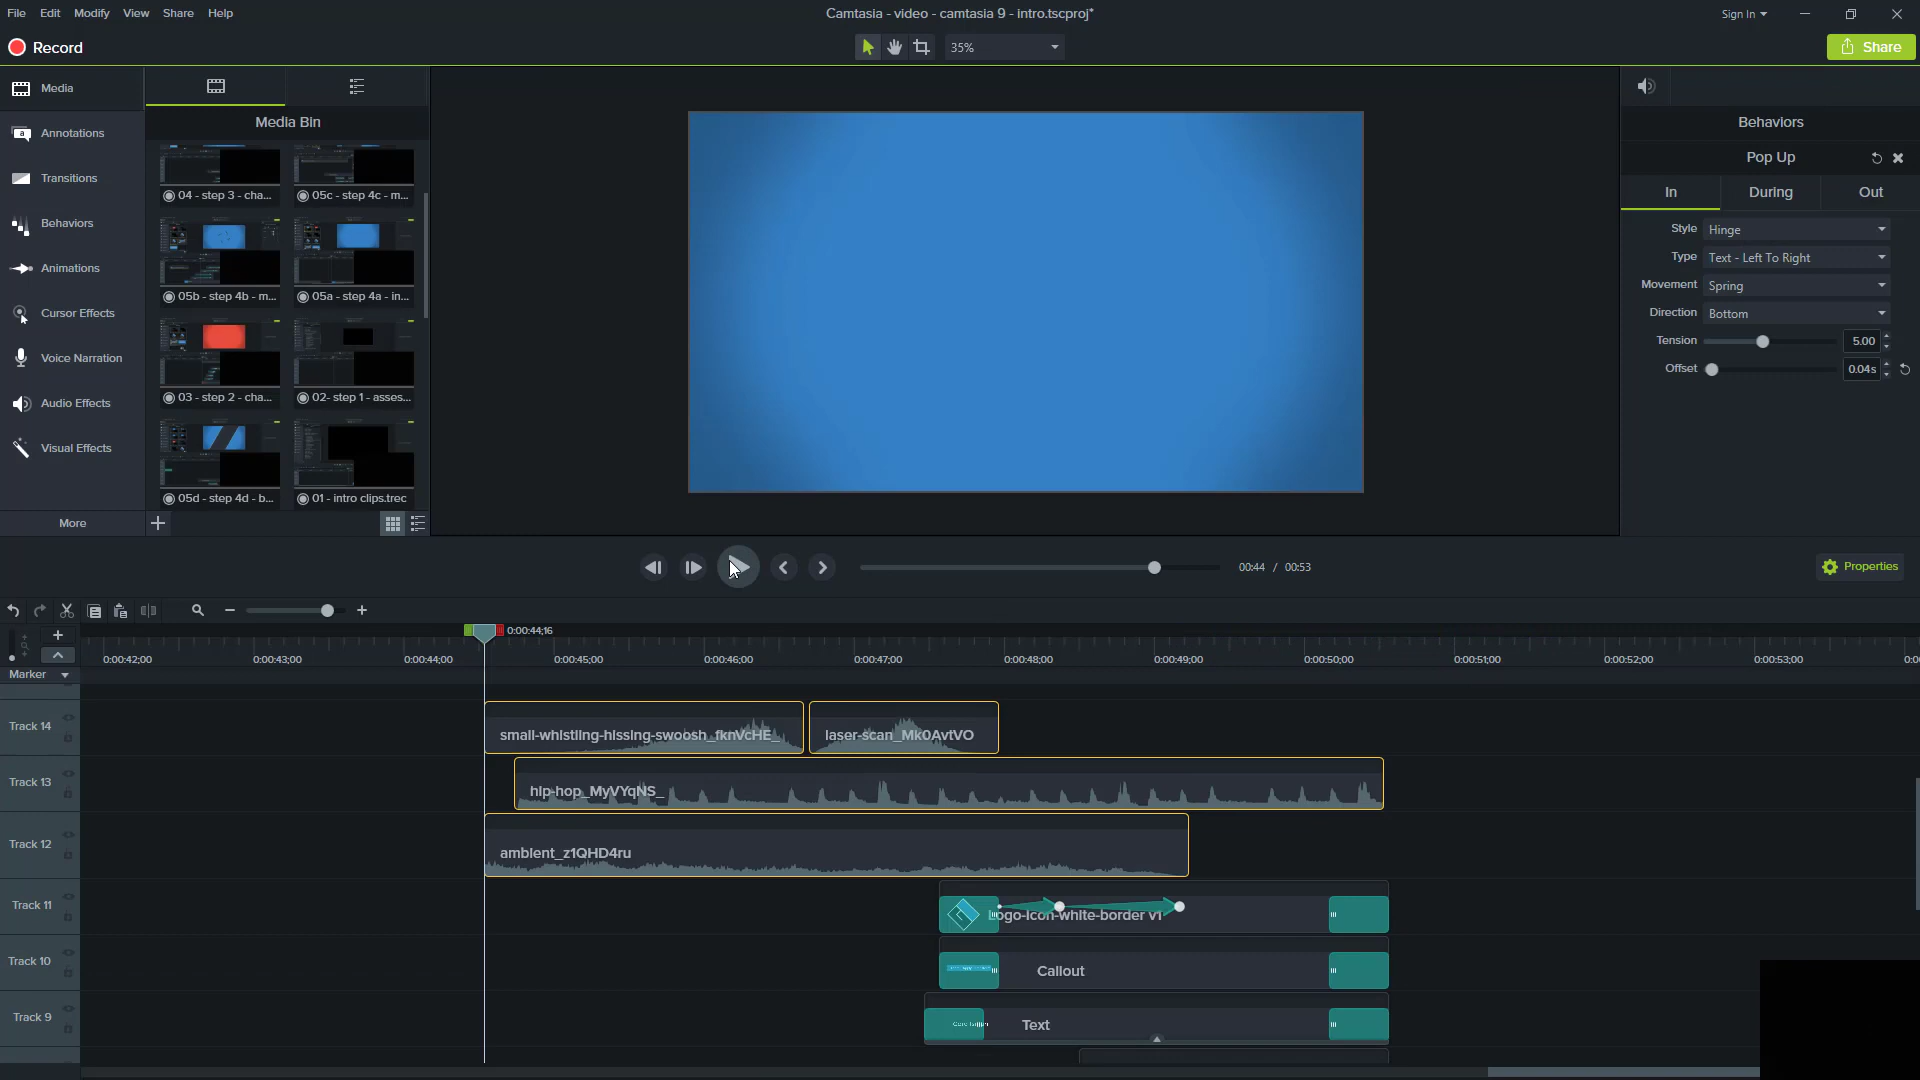 File Edit Modify View Share Help
Camtasia - video - camtasia 9 - intro.tscproj*
Sign In
Record
35%
Share
Media
Annotations
Transitions
Behaviors
Animations
Cursor Effects
Voice Narration
Audio Effects
Visual Effects
More
Media Bin
04 - step 3 - cha...
05c - step 4c - m...
05b - step 4b - m...
05a - step 4a - in...
03 - step 2 - cha...
02- step 1 - asses...
05d - step 4d - b...
01 - intro clips.trec
Behaviors
Pop Up
In During Out
Style Hinge
Type Text - Left To Right
Movement Spring
Direction Bottom
Tension 5.00
Offset 0.04s
00:44 / 00:53
Properties
0:00:44;16
0:00:42;00 0:00:43;00 0:00:44;00 0:00:45;00 0:00:46;00 0:00:47;00 0:00:48;00 0:00:49;00 0:00:50;00 0:00:51;00 0:00:52;00 0:00:53;00
Marker
Track 14
small-whistling-hissing-swoosh_fknVcHE_
laser-scan_Mk0AvtVO
Track 13
hip-hop_MyVYqNS_
Track 12
ambient_z1QHD4ru
Track 11
Logo-icon-white-border v1
Track 10
Callout
Track 9
Text